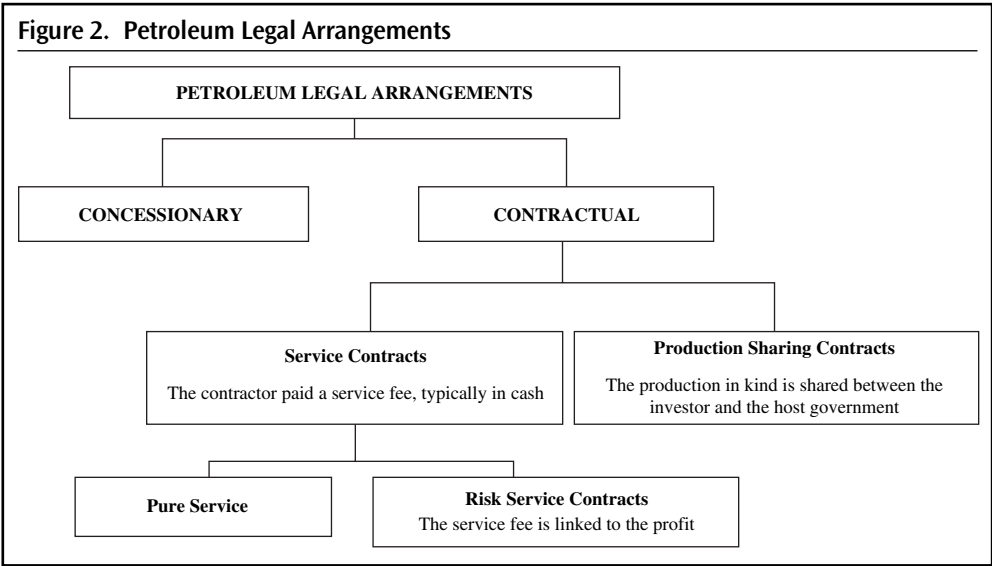 Figure 2. Petroleum Legal Arrangements
PETROLEUM LEGAL ARRANGEMENTS
CONCESSIONARY
CONTRACTUAL
Service Contracts
The contractor paid a service fee, typically in cash
Production Sharing Contracts
The production in kind is shared between the
investor and the host government
Pure Service
Risk Service Contracts
The service fee is linked to the profit